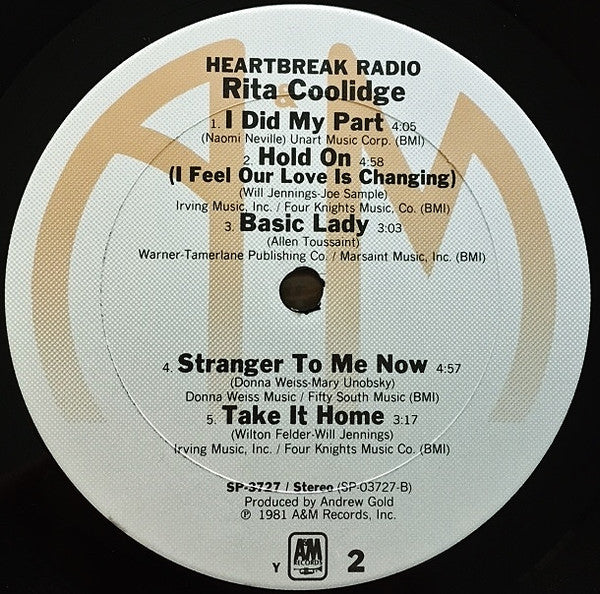 HEARTBREAK RADIO
Rita Coolidge
1. I Did My Part 4:05
(Naomi Neville) Unart Music Corp. (BMI)
2. Hold On 4:58
(I Feel Our Love Is Changing)
(Will Jennings-Joe Sample)
Irving Music, Inc. / Four Knights Music, Co. (BMI)
3. Basic Lady 3:03
(Allen Toussaint)
Warner-Tamerlane Publishing Co. / Marsaint Music, Inc. (BMI)
4. Stranger To Me Now 4:57
(Donna Weiss-Mary Unobsky)
Donna Weiss Music / Fifty South Music (BMI)
5. Take It Home 3:17
(Wilton Felder-Will Jennings)
Irving Music, Inc. / Four Knights Music, Co. (BMI)
SP-3727 / Stereo (SP-03727-B)
Produced by Andrew Gold
℗ 1981 A&M Records, Inc.
Y A&M RECORDS 2